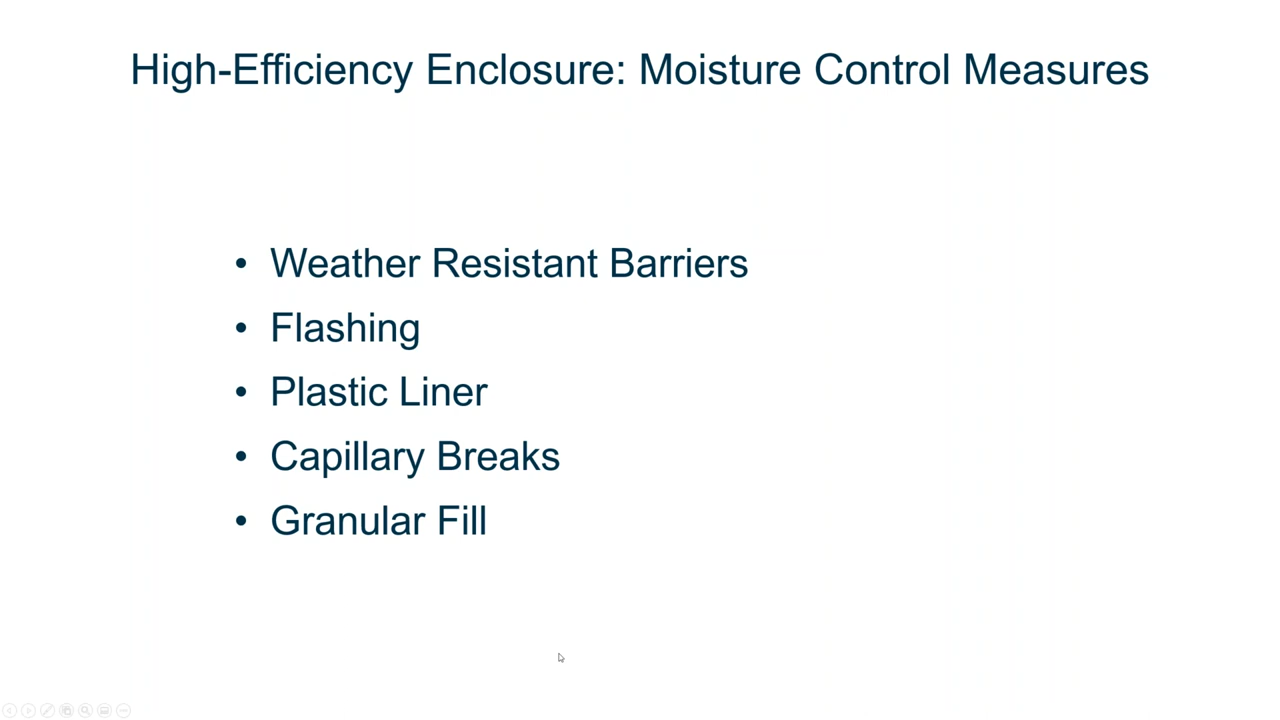 High-Efficiency Enclosure: Moisture Control Measures
• Weather Resistant Barriers
• Flashing
• Plastic Liner
• Capillary Breaks
• Granular Fill